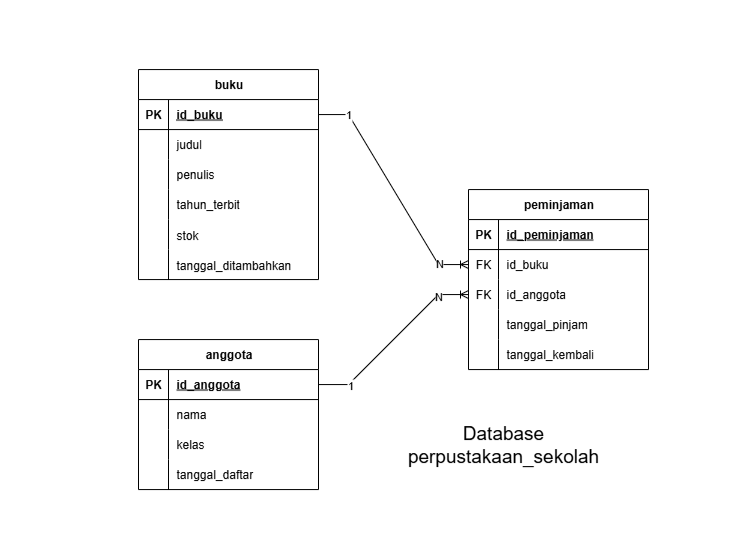 buku
PK id_buku
judul
penulis
tahun_terbit
stok
tanggal_ditambahkan
1
N
peminjaman
PK id_peminjaman
FK id_buku
FK id_anggota
tanggal_pinjam
tanggal_kembali
N
1
anggota
PK id_anggota
nama
kelas
tanggal_daftar
Database
perpustakaan_sekolah